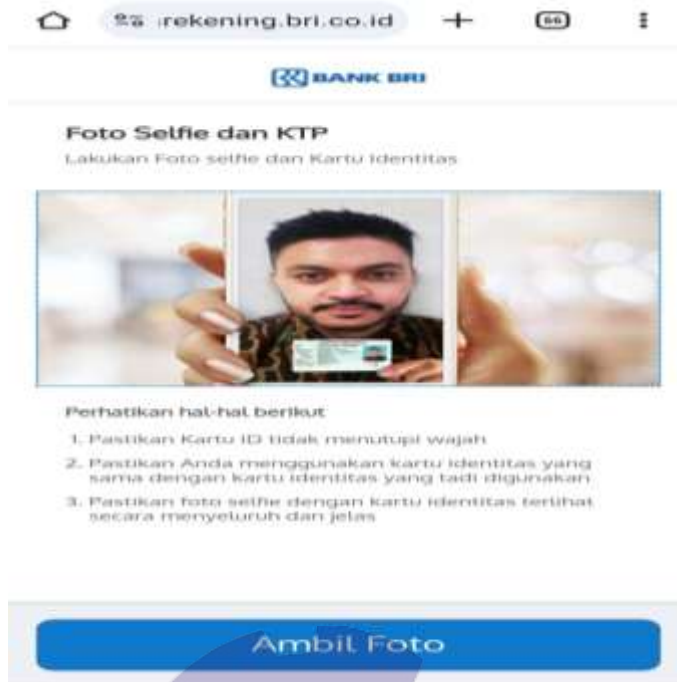 rekening.bri.co.id
66
BANK BRI
Foto Selfie dan KTP
Lakukan Foto selfie dan Kartu Identitas
Perhatikan hal-hal berikut
1. Pastikan Kartu ID tidak menutupi wajah
2. Pastikan Anda menggunakan kartu identitas yang
sama dengan kartu identitas yang tadi digunakan
3. Pastikan foto selfie dengan kartu identitas terlihat
secara menyeluruh dan jelas
Ambil Foto